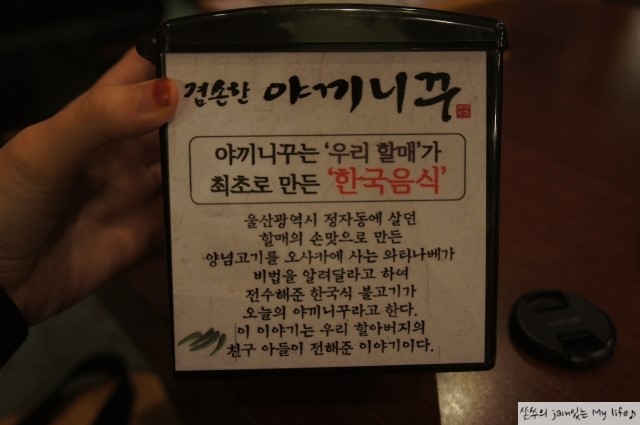 겸손한 야끼니꾸
야끼니꾸는 '우리 할매'가
최초로 만든 '한국음식'
울산광역시 정자동에 살던
할매의 손맛으로 만든
양념고기를 오사카에 사는 와타나베가
비법을 알려달라고 하여
전수해준 한국식 불고기가
오늘의 야끼니꾸라고 한다.
이 이야기는 우리 할아버지의
친구 아들이 전해준 이야기이다.
쏜쑤의 jam있는 My life♪